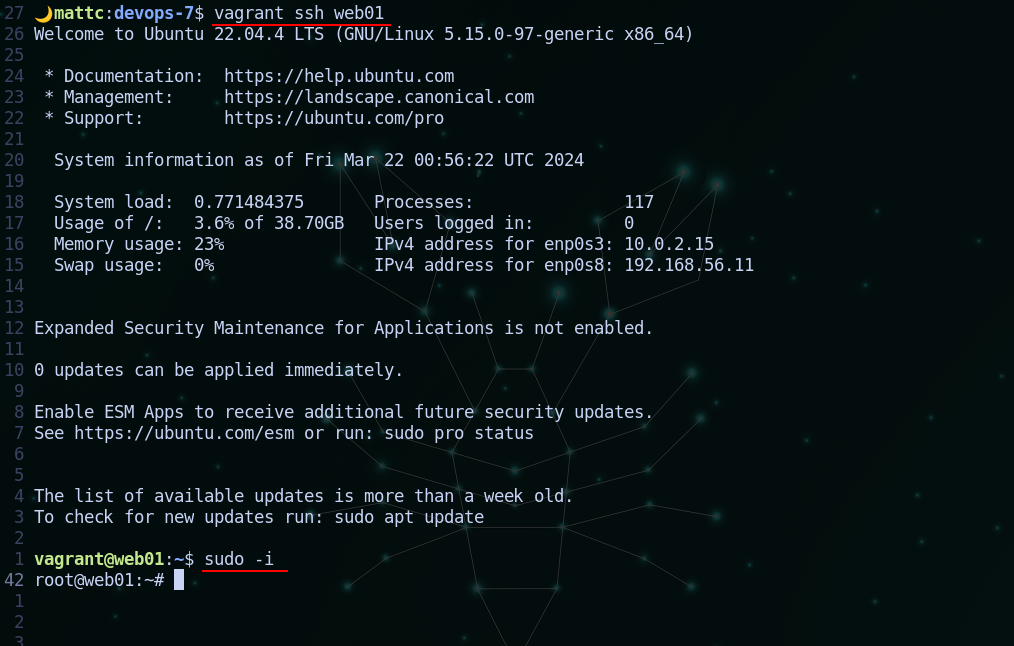 27 🌙mattc:devops-7$ vagrant ssh web01
26 Welcome to Ubuntu 22.04.4 LTS (GNU/Linux 5.15.0-97-generic x86_64)
25
24  * Documentation:  https://help.ubuntu.com
23  * Management:     https://landscape.canonical.com
22  * Support:        https://ubuntu.com/pro
21
20   System information as of Fri Mar 22 00:56:22 UTC 2024
19
18   System load:  0.771484375       Processes:               117
17   Usage of /:   3.6% of 38.70GB   Users logged in:         0
16   Memory usage: 23%               IPv4 address for enp0s3: 10.0.2.15
15   Swap usage:   0%                IPv4 address for enp0s8: 192.168.56.11
14
13
12 Expanded Security Maintenance for Applications is not enabled.
11
10 0 updates can be applied immediately.
9
8 Enable ESM Apps to receive additional future security updates.
7 See https://ubuntu.com/esm or run: sudo pro status
6
5
4 The list of available updates is more than a week old.
3 To check for new updates run: sudo apt update
2
1 vagrant@web01:~$ sudo -i
42 root@web01:~#
1
2
3